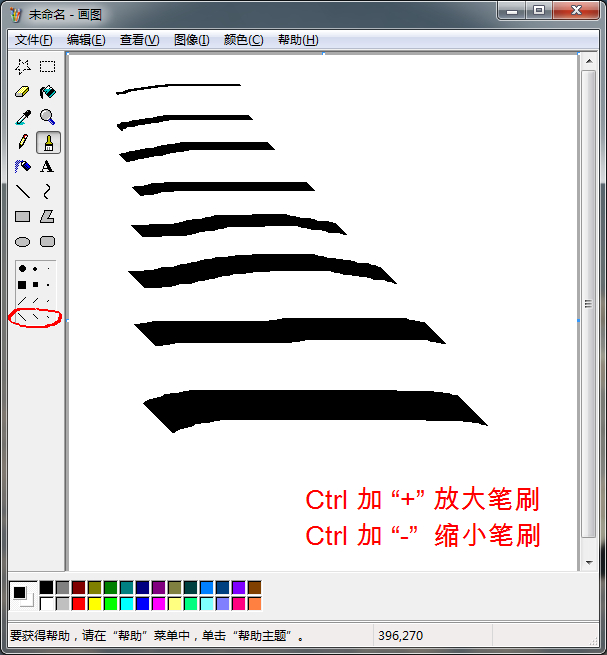 未命名 - 画图
文件(F) 编辑(E) 查看(V) 图像(I) 颜色(C) 帮助(H)
A
Ctrl 加 “+” 放大笔刷
Ctrl 加 “-” 缩小笔刷
要获得帮助，请在“帮助”菜单中，单击“帮助主题”。 396,270